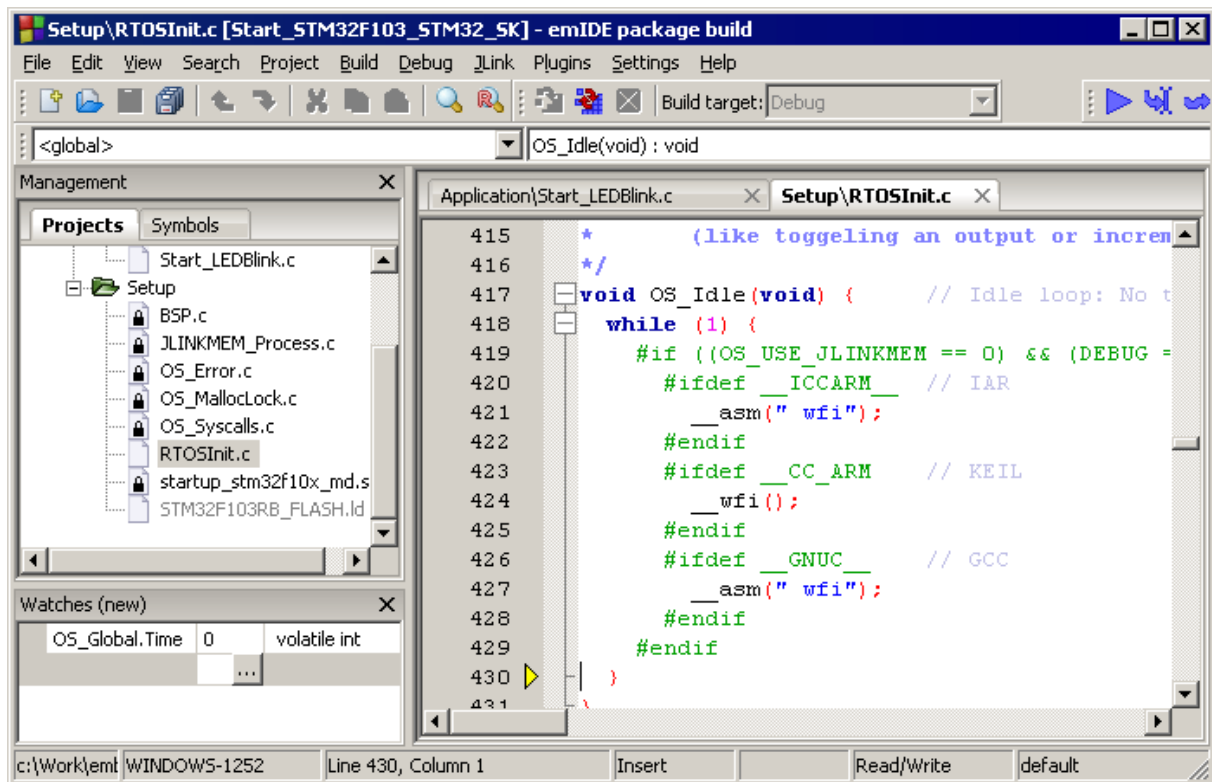 Setup\RTOSInit.c [Start_STM32F103_STM32_SK] - emIDE package build
File Edit View Search Project Build Debug JLink Plugins Settings Help
Build target: Debug
<global>
OS_Idle(void) : void
Management
Projects Symbols
Start_LEDBlink.c
Setup
BSP.c
JLINKMEM_Process.c
OS_Error.c
OS_MallocLock.c
OS_Syscalls.c
RTOSInit.c
startup_stm32f10x_md.s
STM32F103RB_FLASH.ld
Watches (new)
OS_Global.Time 0 volatile int
...
Application\Start_LEDBlink.c Setup\RTOSInit.c
415 * (like toggeling an output or increm
416 */
417 void OS_Idle(void) { // Idle loop: No t
418 while (1) {
419 #if ((OS_USE_JLINKMEM == 0) && (DEBUG =
420 #ifdef __ICCARM__ // IAR
421 __asm(" wfi");
422 #endif
423 #ifdef __CC_ARM // KEIL
424 __wfi();
425 #endif
426 #ifdef __GNUC__ // GCC
427 __asm(" wfi");
428 #endif
429 #endif
430 }
431 }
c:\Work\emb WINDOWS-1252 Line 430, Column 1 Insert Read/Write default